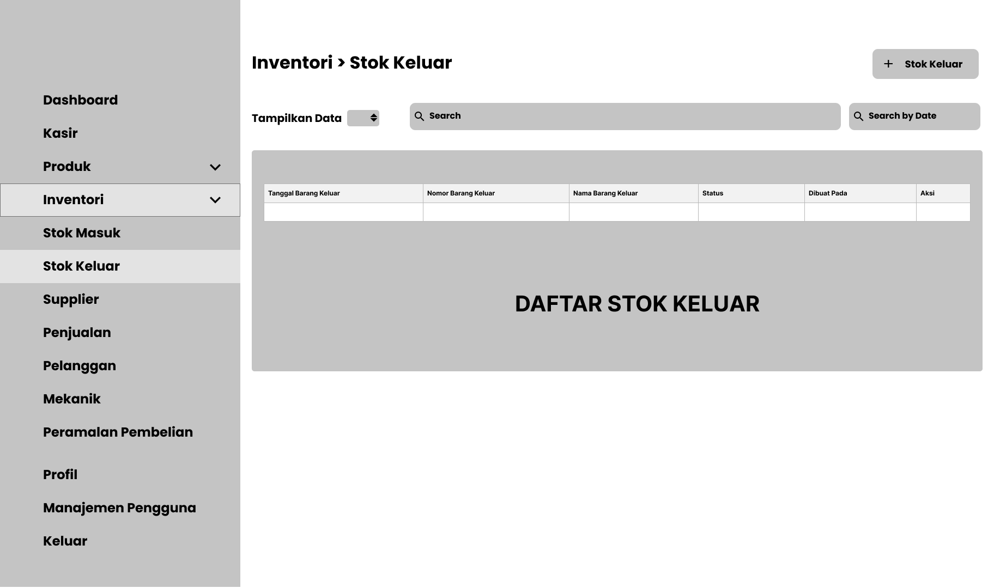 Dashboard
Kasir
Produk
Inventori
Stok Masuk
Stok Keluar
Supplier
Penjualan
Pelanggan
Mekanik
Peramalan Pembelian
Profil
Manajemen Pengguna
Keluar
Inventori > Stok Keluar
+ Stok Keluar
Tampilkan Data
Search
Search by Date
Tanggal Barang Keluar Nomor Barang Keluar Nama Barang Keluar Status Dibuat Pada Aksi
DAFTAR STOK KELUAR